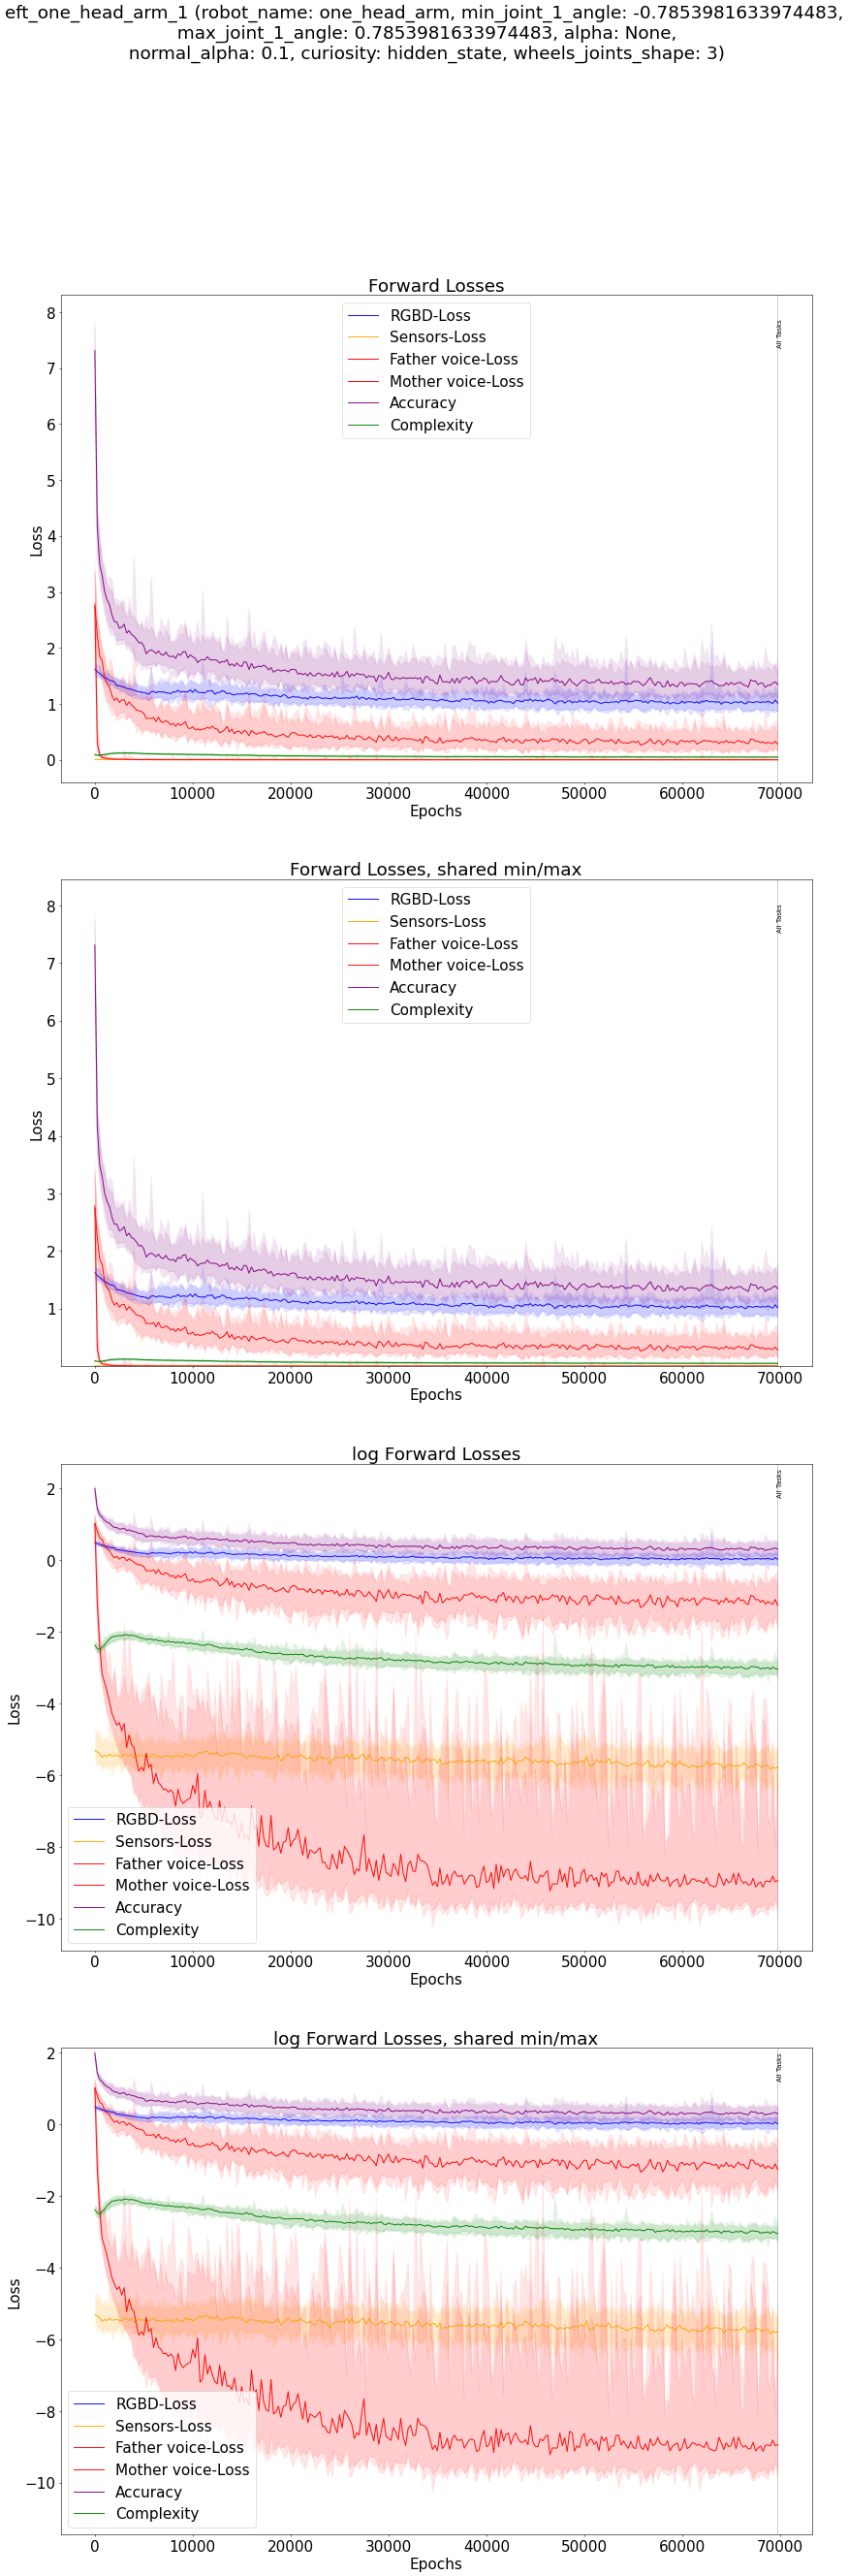 eft_one_head_arm_1 (robot_name: one_head_arm, min_joint_1_angle: -0.7853981633974483,
max_joint_1_angle: 0.7853981633974483, alpha: None,
normal_alpha: 0.1, curiosity: hidden_state, wheels_joints_shape: 3)
Forward Losses
8
7
6
5
4
3
2
1
0
Loss
RGBD-Loss
Sensors-Loss
Father voice-Loss
Mother voice-Loss
Accuracy
Complexity
All Tasks
0 10000 20000 30000 40000 50000 60000 70000
Epochs
Forward Losses, shared min/max
8
7
6
5
4
3
2
1
Loss
RGBD-Loss
Sensors-Loss
Father voice-Loss
Mother voice-Loss
Accuracy
Complexity
All Tasks
0 10000 20000 30000 40000 50000 60000 70000
Epochs
log Forward Losses
2
0
−2
−4
−6
−8
−10
Loss
All Tasks
RGBD-Loss
Sensors-Loss
Father voice-Loss
Mother voice-Loss
Accuracy
Complexity
0 10000 20000 30000 40000 50000 60000 70000
Epochs
log Forward Losses, shared min/max
2
0
−2
−4
−6
−8
−10
Loss
All Tasks
RGBD-Loss
Sensors-Loss
Father voice-Loss
Mother voice-Loss
Accuracy
Complexity
0 10000 20000 30000 40000 50000 60000 70000
Epochs